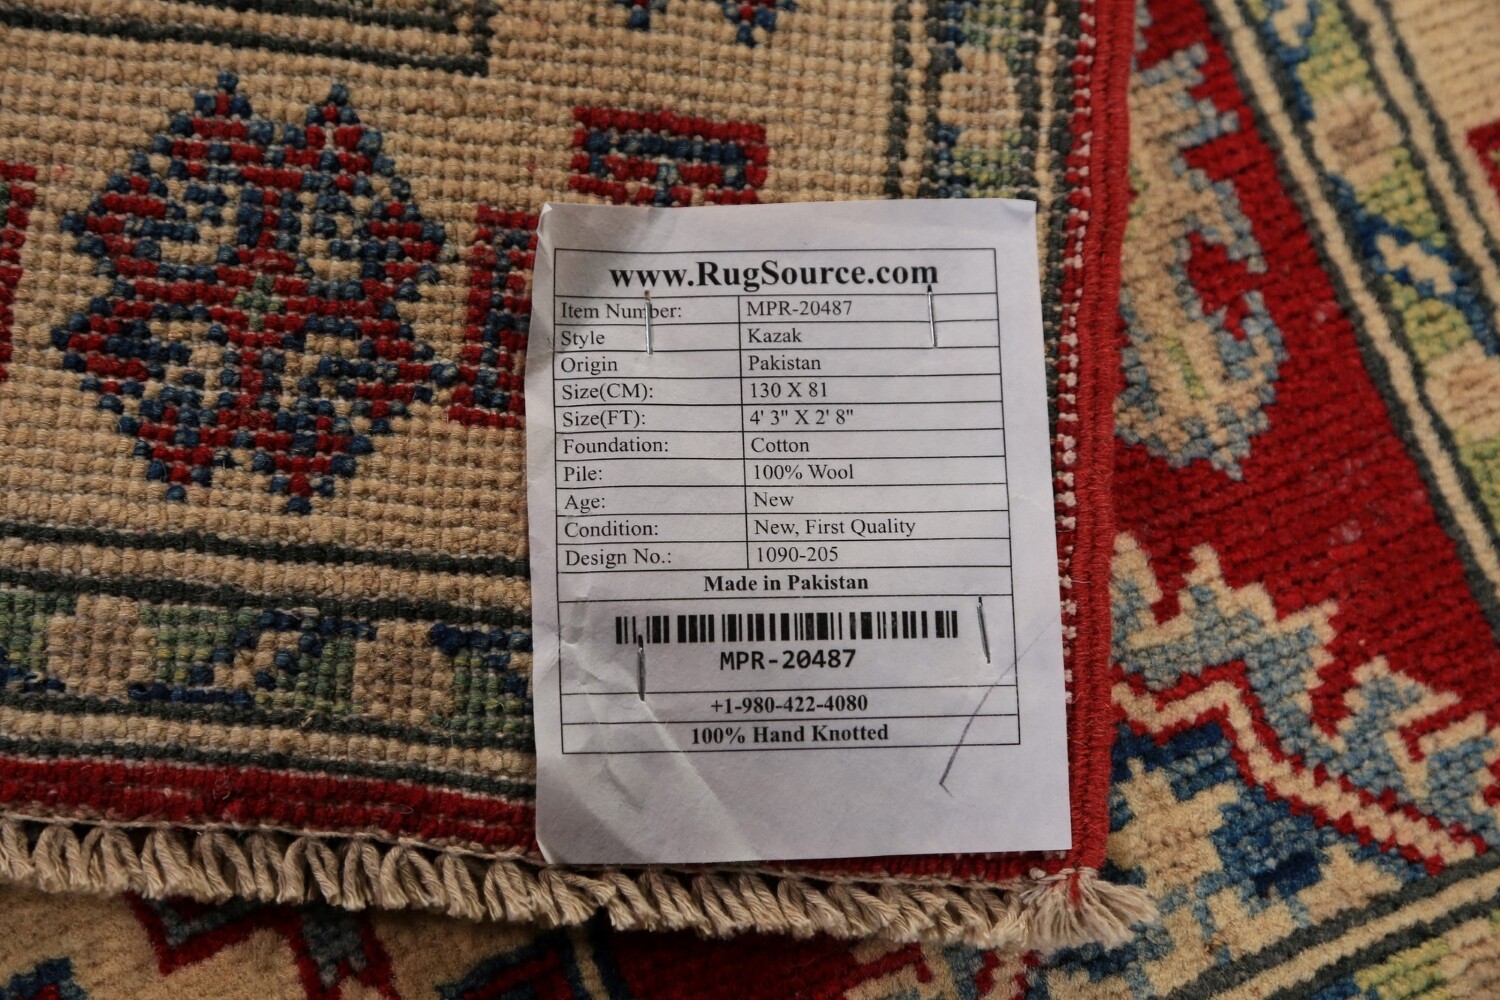 www.RugSource.com
Item Number: MPR-20487
Style Kazak
Origin Pakistan
Size(CM): 130 X 81
Size(FT): 4' 3" X 2' 8"
Foundation: Cotton
Pile: 100% Wool
Age: New
Condition: New, First Quality
Design No.: 1090-205
Made in Pakistan
MPR-20487
+1-980-422-4080
100% Hand Knotted